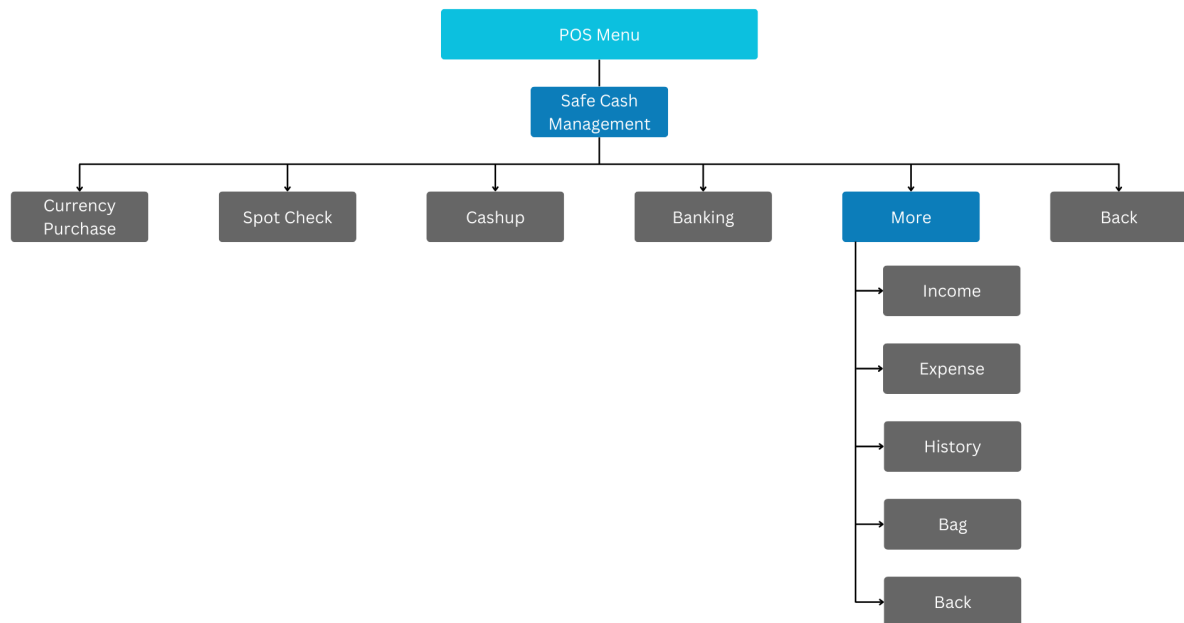 POS Menu
Safe Cash
Management
Currency
Purchase
Spot Check
Cashup
Banking
More
Back
Income
Expense
History
Bag
Back